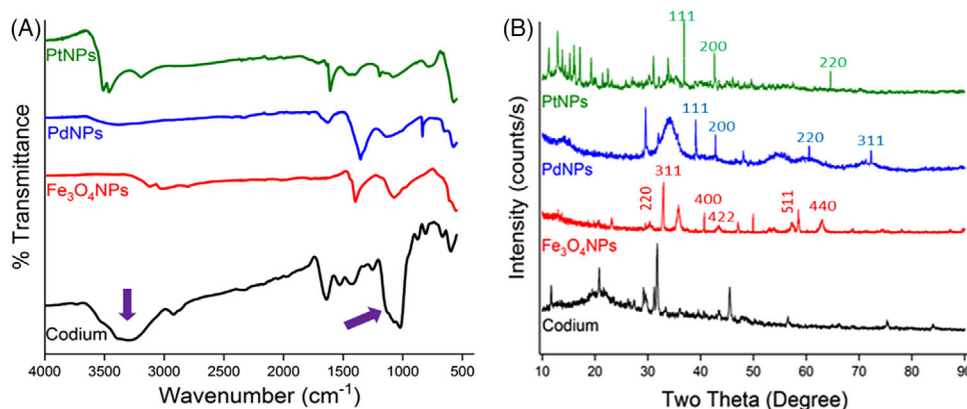 (A)
PtNPs
PdNPs
Fe₃O₄NPs
Codium
% Transmittance
4000 3500 3000 2500 2000 1500 1000 500
Wavenumber (cm⁻¹)
(B)
111
200
220
PtNPs
111
200
220
311
PdNPs
220
311
400
422
511
440
Fe₃O₄NPs
Codium
Intensity (counts/s)
10 20 30 40 50 60 70 80 90
Two Theta (Degree)